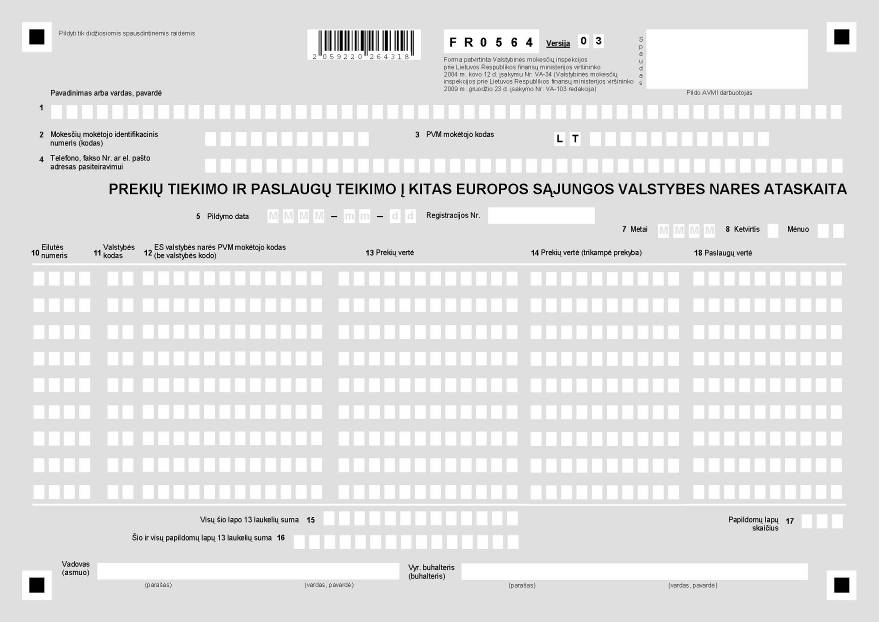 Pildyti tik didžiosiomis spausdintinėmis raidėmis
2 059220 264318
FR0564 Versija 03
Spaudas
Forma patvirtinta Valstybinės mokesčių inspekcijos
prie Lietuvos Respublikos finansų ministerijos viršininko
2004 m. kovo 12 d. įsakymu Nr. VA-34 (Valstybinės mokesčių
inspekcijos prie Lietuvos Respublikos finansų ministerijos viršininko
2009 m. gruodžio 23 d. įsakymo Nr. VA-103 redakcija)
Pildo AVMI darbuotojas
Pavadinimas arba vardas, pavardė
1
2 Mokesčių mokėtojo identifikacinis
numeris (kodas)
3 PVM mokėtojo kodas LT
4 Telefono, fakso Nr. ar el. pašto
adresas pasiteiravimui
PREKIŲ TIEKIMO IR PASLAUGŲ TEIKIMO Į KITAS EUROPOS SĄJUNGOS VALSTYBES NARES ATASKAITA
5 Pildymo data MMMM – mm – dd Registracijos Nr.
7 Metai MMMM 8 Ketvirtis Mėnuo
10 Eilutės
numeris
11 Valstybės
kodas
12 ES valstybės narės PVM mokėtojo kodas
(be valstybės kodo)
13 Prekių vertė
14 Prekių vertė (trikampė prekyba)
18 Paslaugų vertė
Visų šio lapo 13 laukelių suma 15
Papildomų lapų
skaičius 17
Šio ir visų papildomų lapų 13 laukelių suma 16
Vadovas
(asmuo)
Vyr. buhalteris
(buhalteris)
(parašas) (vardas, pavardė) (parašas) (vardas, pavardė)